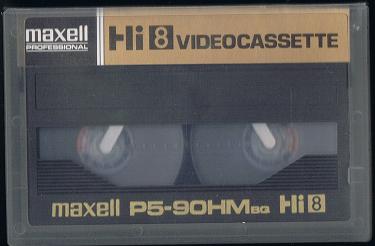 maxell
PROFESSIONAL
Hi8 VIDEOCASSETTE
maxell P5-90HMBQ Hi8